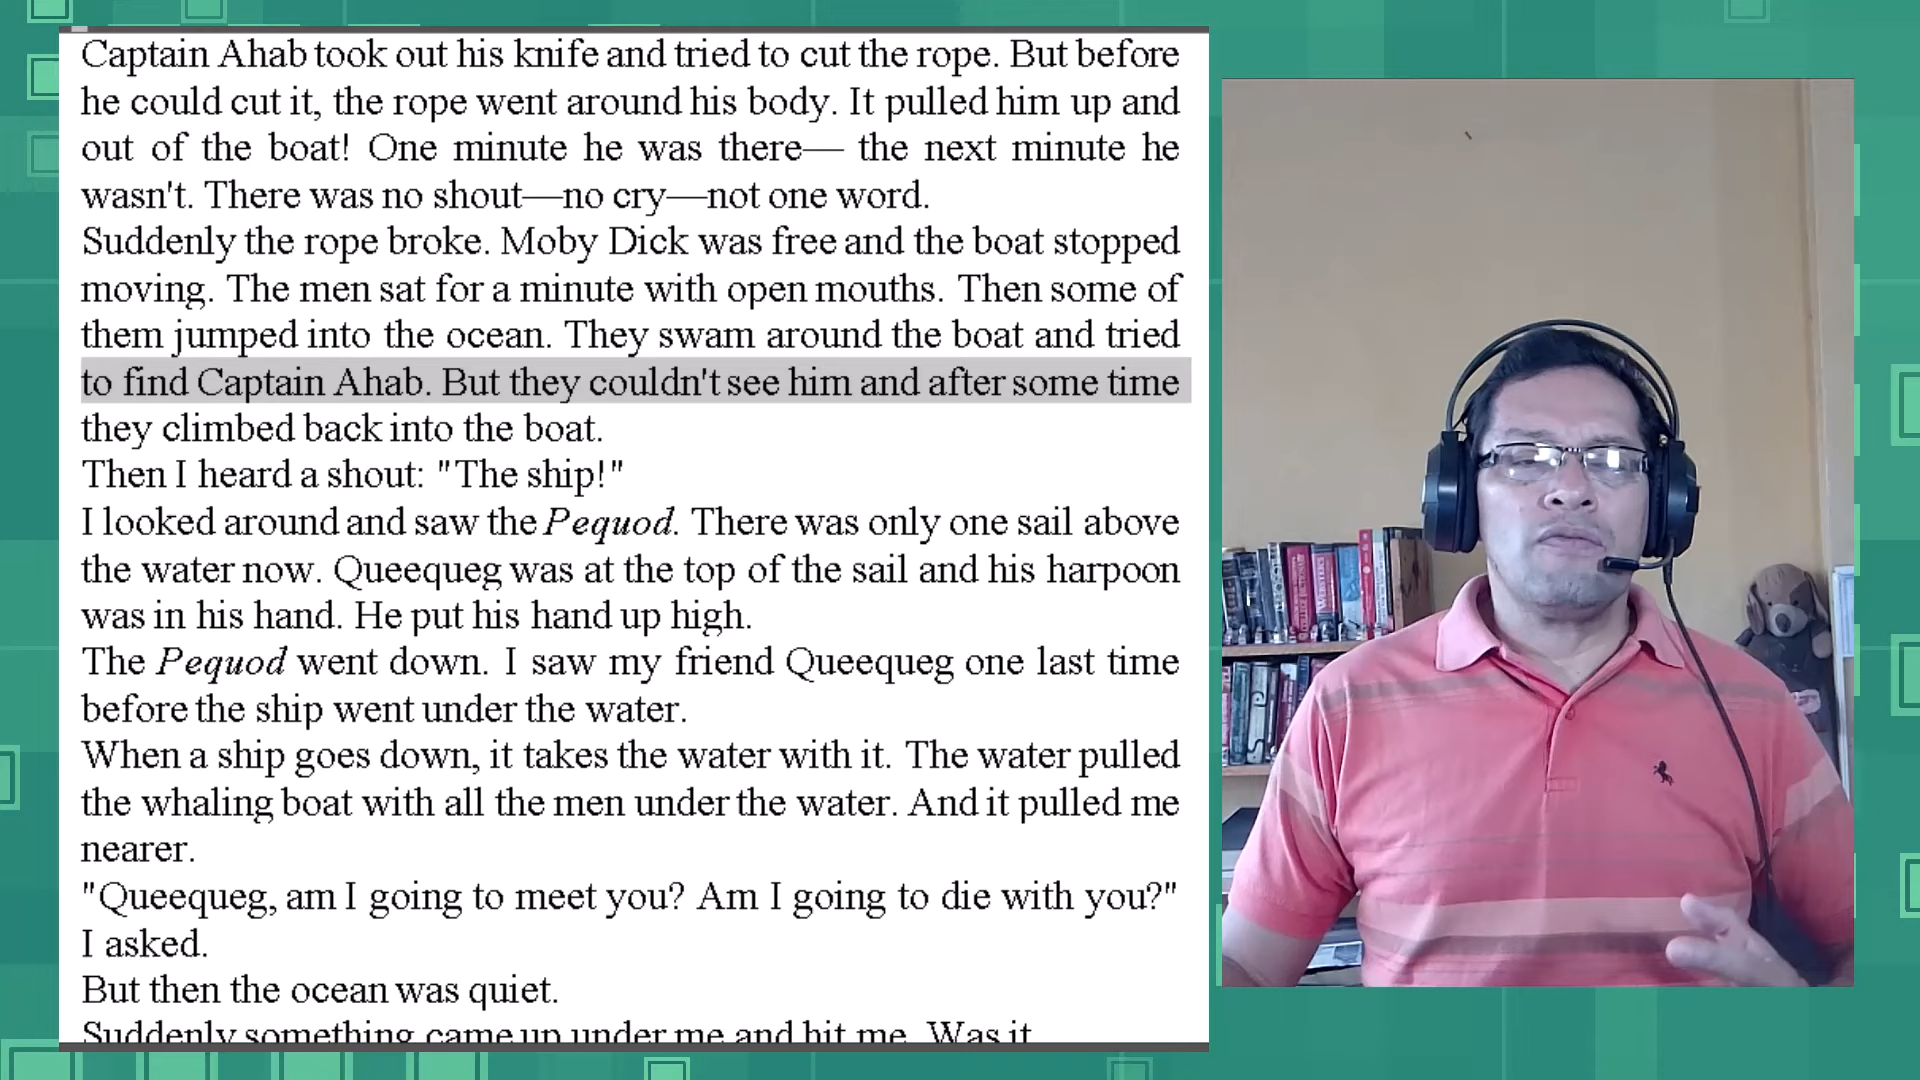 Captain Ahab took out his knife and tried to cut the rope. But before
he could cut it, the rope went around his body. It pulled him up and
out of the boat! One minute he was there— the next minute he
wasn't. There was no shout—no cry—not one word.
Suddenly the rope broke. Moby Dick was free and the boat stopped
moving. The men sat for a minute with open mouths. Then some of
them jumped into the ocean. They swam around the boat and tried
to find Captain Ahab. But they couldn't see him and after some time
they climbed back into the boat.
Then I heard a shout: "The ship!"
I looked around and saw the Pequod. There was only one sail above
the water now. Queequeg was at the top of the sail and his harpoon
was in his hand. He put his hand up high.
The Pequod went down. I saw my friend Queequeg one last time
before the ship went under the water.
When a ship goes down, it takes the water with it. The water pulled
the whaling boat with all the men under the water. And it pulled me
nearer.
"Queequeg, am I going to meet you? Am I going to die with you?"
I asked.
But then the ocean was quiet.
Suddenly something came up under me and hit me. Was it